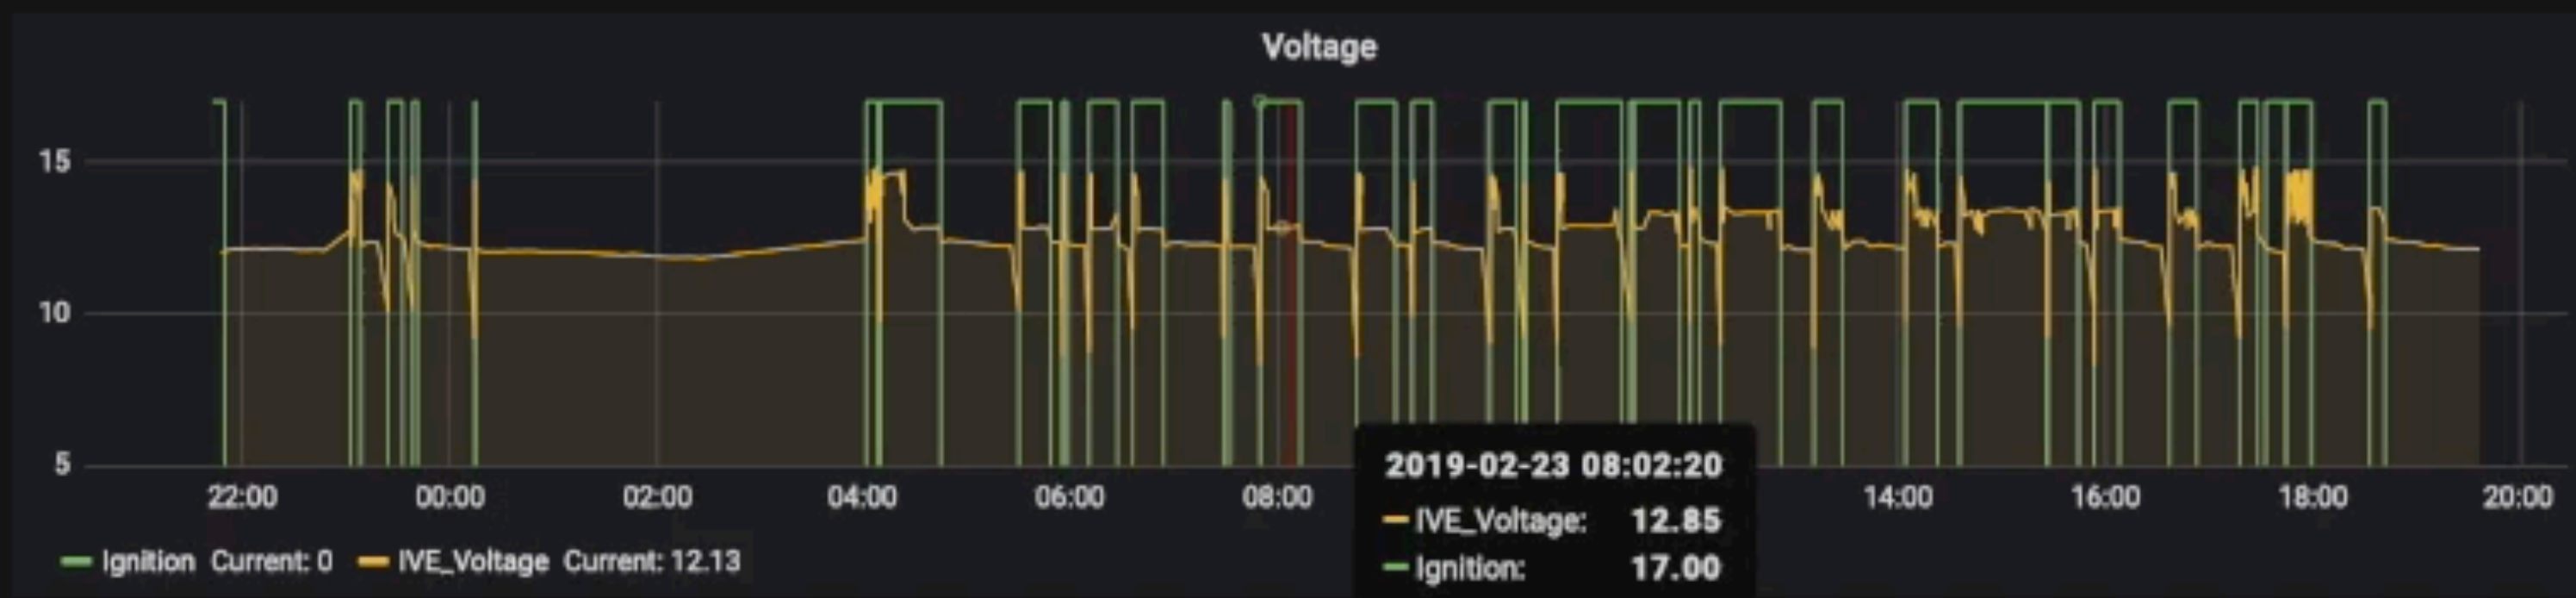 Voltage
15
10
5
22:00 00:00 02:00 04:00 06:00 08:00 14:00 16:00 18:00 20:00
2019-02-23 08:02:20
IVE_Voltage: 12.85
Ignition: 17.00
Ignition Current: 0 IVE_Voltage Current: 12.13